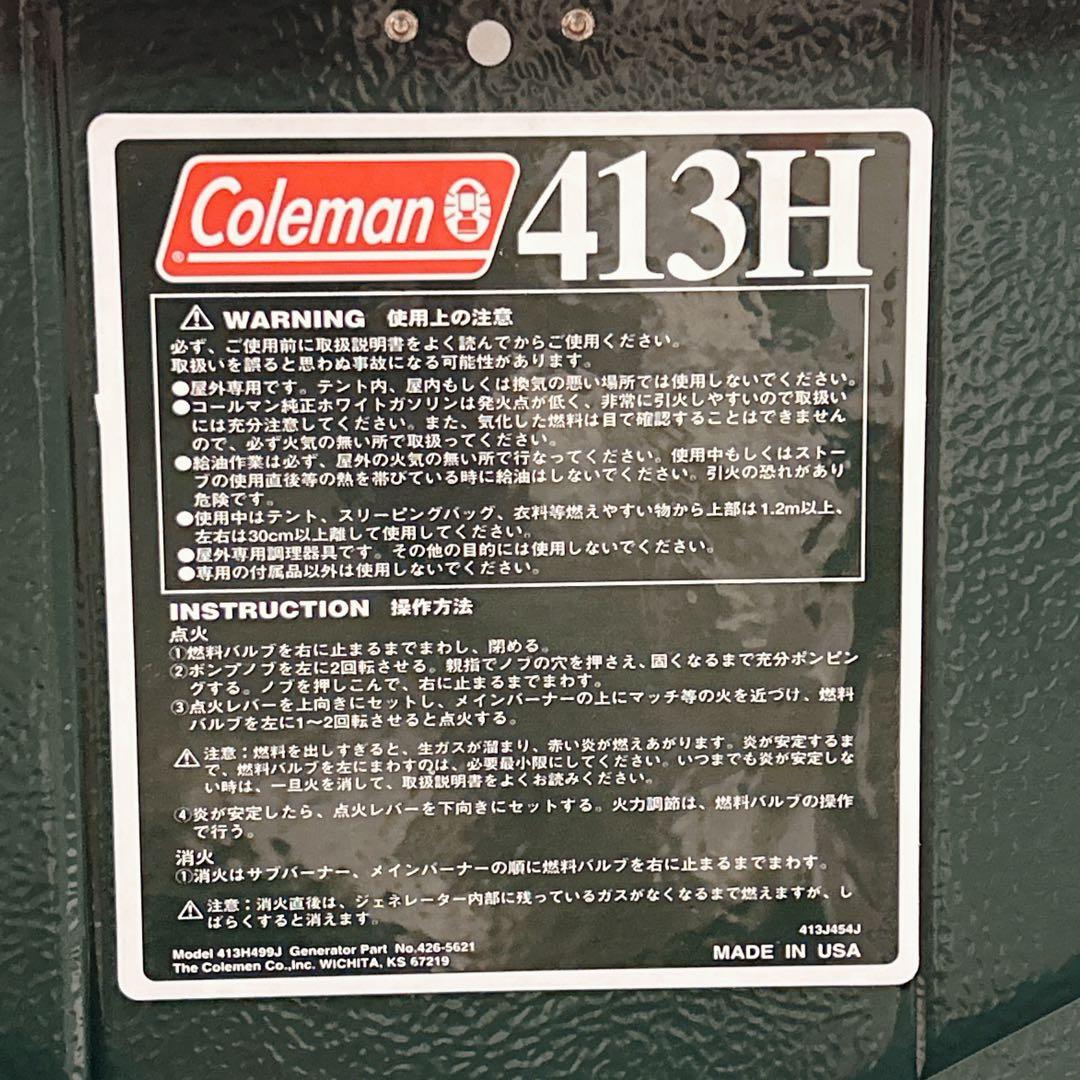 Coleman 413H
®
⚠ WARNING 使用上の注意
必ず、ご使用前に取扱説明書をよく読んでからご使用ください。
取扱いを誤ると思わぬ事故になる可能性があります。
●屋外専用です。テント内、屋内もしくは換気の悪い場所では使用しないでください。
●コールマン純正ホワイトガソリンは発火点が低く、非常に引火しやすいので取扱い
には充分注意してください。また、気化した燃料は目で確認することはできません
ので、必ず火気の無い所で取扱ってください。
●給油作業は必ず、屋外の火気の無い所で行なってください。使用中もしくはストー
ブの使用直後等の熱を帯びている時に給油はしないでください。引火の恐れがあり
危険です。
●使用中はテント、スリーピングバッグ、衣料等燃えやすい物から上部は1.2m以上、
左右は30cm以上離して使用してください。
●屋外専用調理器具です。その他の目的には使用しないでください。
●専用の付属品以外は使用しないでください。
INSTRUCTION 操作方法
点火
①燃料バルブを右に止まるまでまわし、閉める。
②ポンプノブを左に2回転させる。親指でノブの穴を押さえ、固くなるまで充分ポンピン
グする。ノブを押しこんで、右に止まるまでまわす。
③点火レバーを上向きにセットし、メインバーナーの上にマッチ等の火を近づけ、燃料
バルブを左に1〜2回転させると点火する。
⚠ 注意：燃料を出しすぎると、生ガスが溜まり、赤い炎が燃えあがります。炎が安定するま
で、燃料バルブを左にまわすのは、必要最小限にしてください。いつまでも炎が安定しな
い時は、一旦火を消して、取扱説明書をよくお読みください。
④炎が安定したら、点火レバーを下向きにセットする。火力調節は、燃料バルブの操作
で行う。
消火
①消火はサブバーナー、メインバーナーの順に燃料バルブを右に止まるまでまわす。
⚠ 注意：消火直後は、ジェネレーター内部に残っているガスがなくなるまで燃えますが、し
ばらくすると消えます。
413J454J
Model 413H499J Generator Part No.426-5621
The Colemen Co.,Inc. WICHITA, KS 67219
MADE IN USA